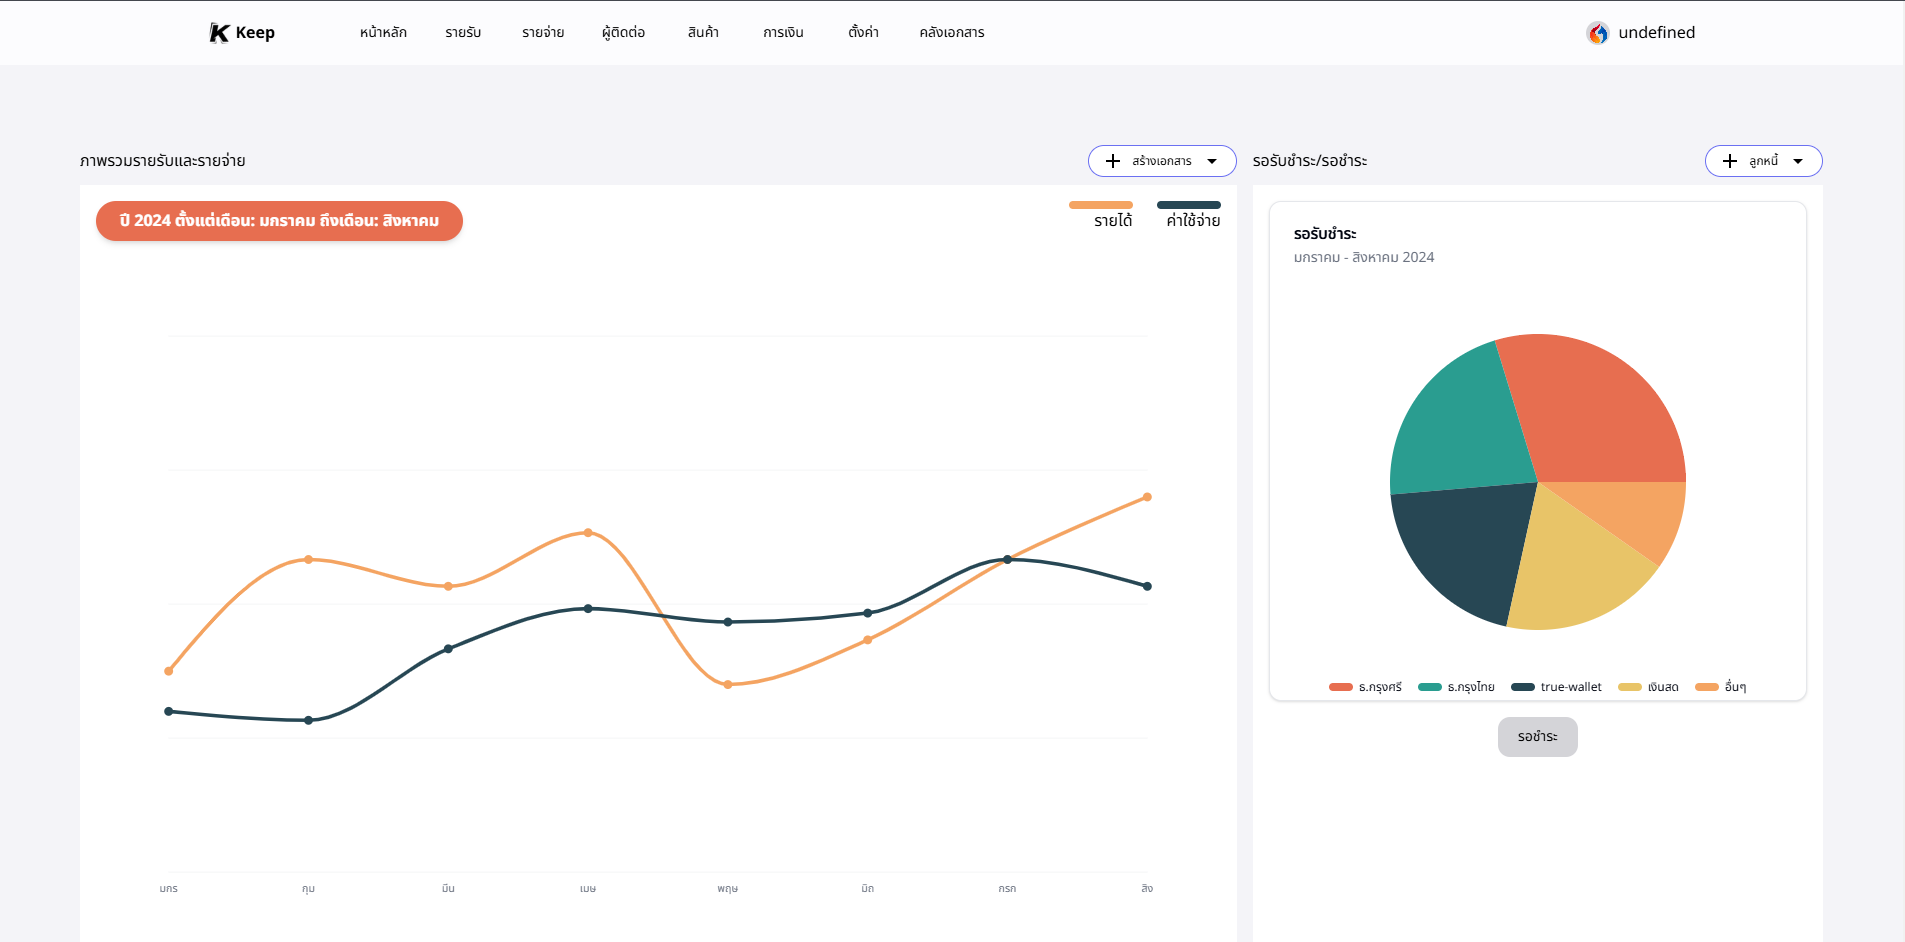 Keep หน้าหลัก รายรับ รายจ่าย ผู้ติดต่อ สินค้า การเงิน ตั้งค่า คลังเอกสาร undefined
ภาพรวมรายรับและรายจ่าย
สร้างเอกสาร
ปี 2024 ตั้งแต่เดือน: มกราคม ถึงเดือน: สิงหาคม
รายได้ ค่าใช้จ่าย
มกร กุม มีน เมษ พฤษ มิถ กรก สิง
รอรับชำระ/รอชำระ
ลูกหนี้
รอรับชำระ
มกราคม - สิงหาคม 2024
ธ.กรุงศรี ธ.กรุงไทย true-wallet เงินสด อื่นๆ
รอชำระ